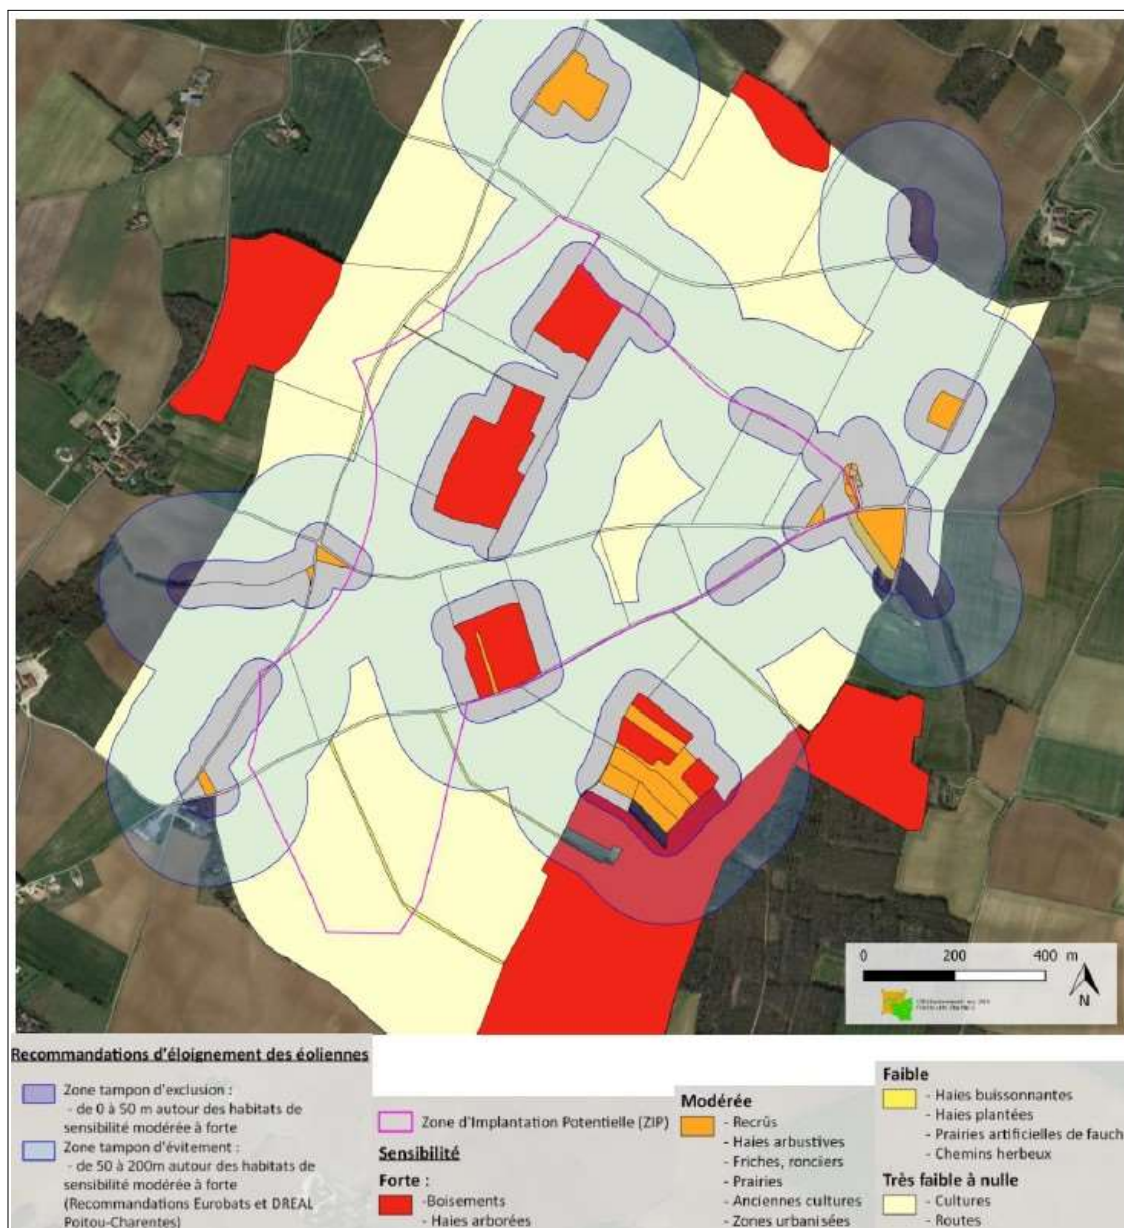 0 200 400 m
N
Recommandations d'éloignement des éoliennes
Zone tampon d'exclusion :
- de 0 à 50 m autour des habitats de
sensibilité modérée à forte
Zone tampon d'évitement :
- de 50 à 200m autour des habitats de
sensibilité modérée à forte
(Recommandations Eurobats et DREAL
Poitou-Charentes)
Zone d'Implantation Potentielle (ZIP)
Sensibilité
Forte :
-Boisements
- Haies arborées
Modérée
- Recrûs
- Haies arbustives
- Friches, ronciers
- Prairies
- Anciennes cultures
- Zones urbanisées
Faible
- Haies buissonnantes
- Haies plantées
- Prairies artificielles de fauch
- Chemins herbeux
Très faible à nulle
- Cultures
- Routes